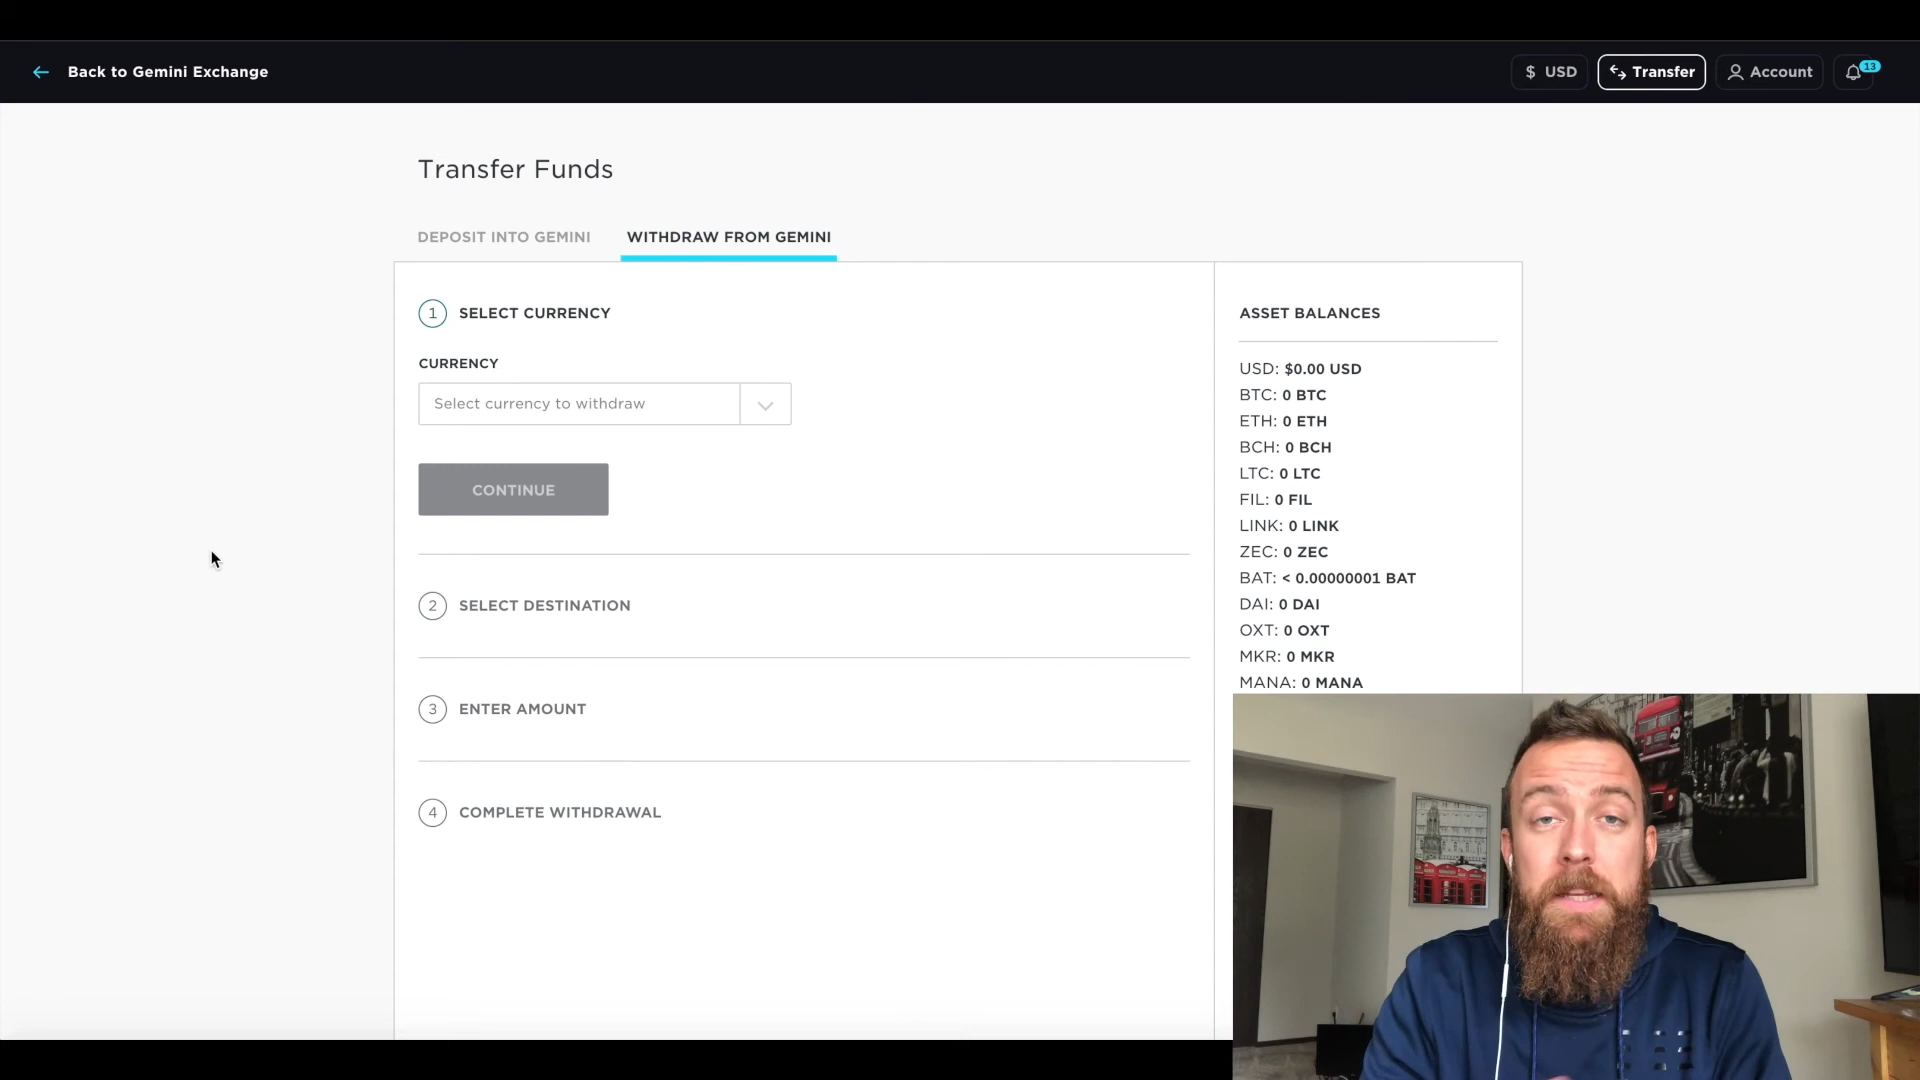 Back to Gemini Exchange
$ USD
Transfer
Account
13
Transfer Funds
DEPOSIT INTO GEMINI
WITHDRAW FROM GEMINI
1 SELECT CURRENCY
CURRENCY
Select currency to withdraw
CONTINUE
2 SELECT DESTINATION
3 ENTER AMOUNT
4 COMPLETE WITHDRAWAL
ASSET BALANCES
USD: $0.00 USD
BTC: 0 BTC
ETH: 0 ETH
BCH: 0 BCH
LTC: 0 LTC
FIL: 0 FIL
LINK: 0 LINK
ZEC: 0 ZEC
BAT: < 0.00000001 BAT
DAI: 0 DAI
OXT: 0 OXT
MKR: 0 MKR
MANA: 0 MANA